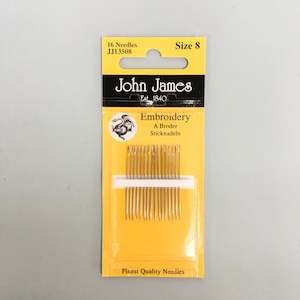 16 Needles
JJ13508
Size 8
John James
Est. 1840
Embroidery
A Broder
Sticknadeln
Finest Quality Needles